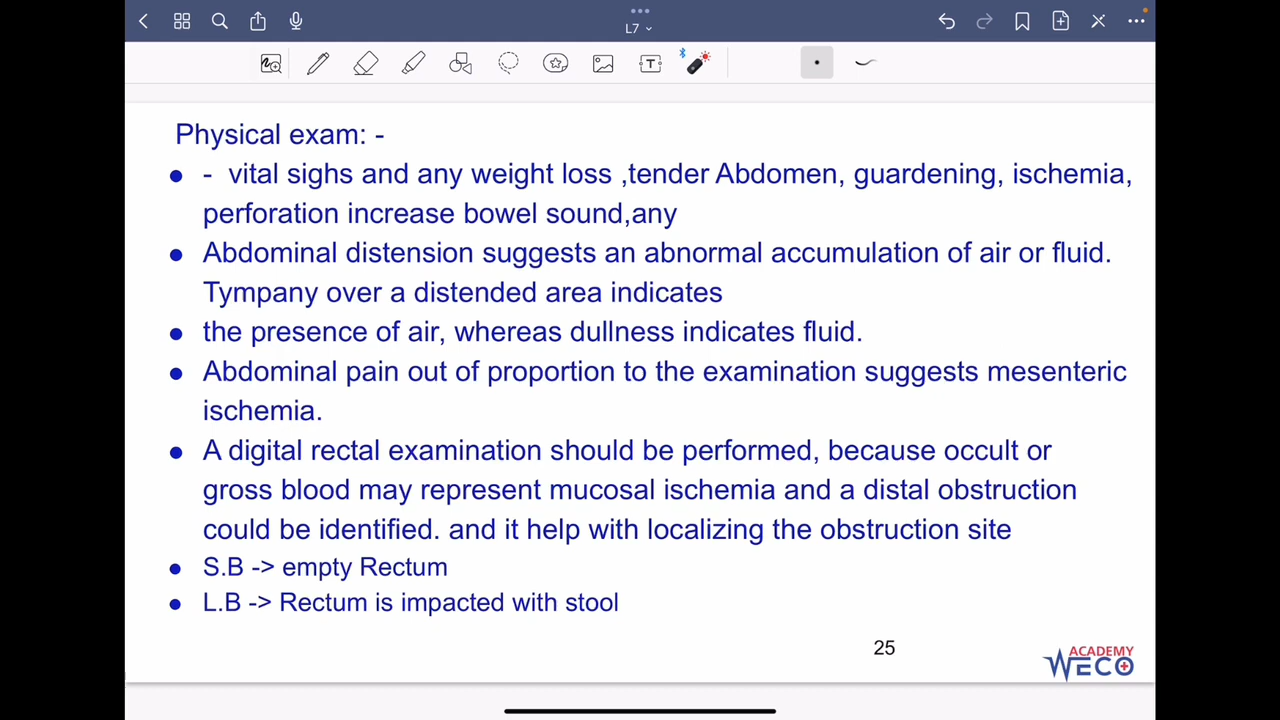 L7
Physical exam: -
● - vital sighs and any weight loss ,tender Abdomen, guardening, ischemia,
perforation increase bowel sound,any
● Abdominal distension suggests an abnormal accumulation of air or fluid.
Tympany over a distended area indicates
● the presence of air, whereas dullness indicates fluid.
● Abdominal pain out of proportion to the examination suggests mesenteric
ischemia.
● A digital rectal examination should be performed, because occult or
gross blood may represent mucosal ischemia and a distal obstruction
could be identified. and it help with localizing the obstruction site
● S.B -> empty Rectum
● L.B -> Rectum is impacted with stool
25
ACADEMY
WECO